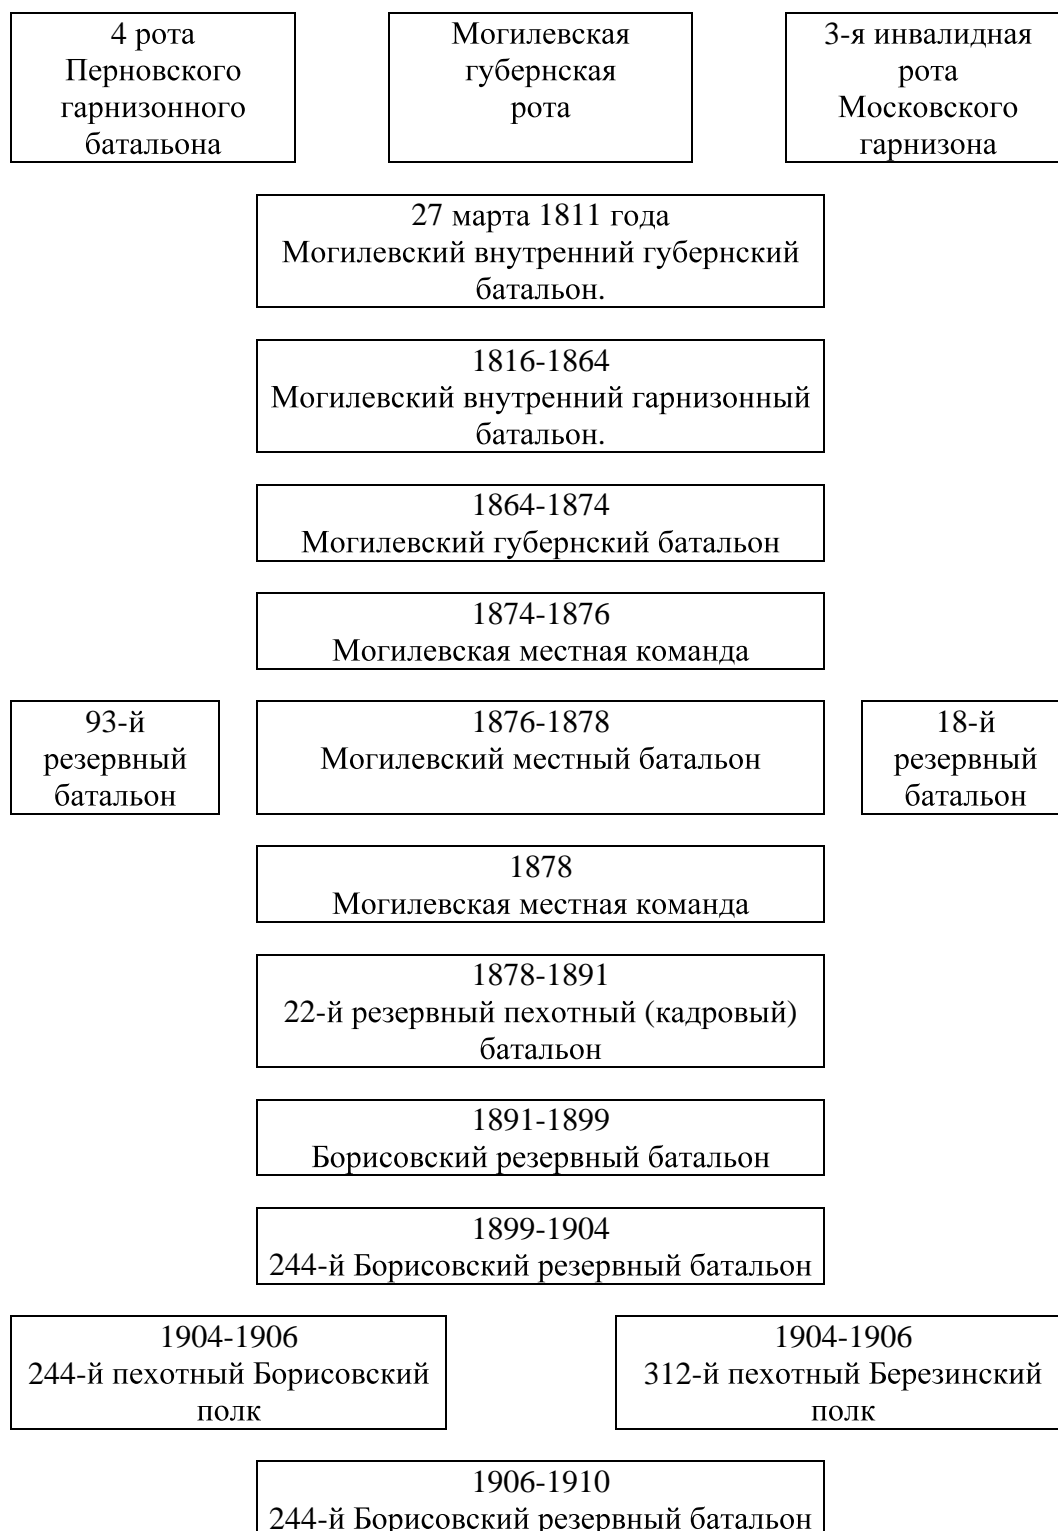 4 рота
Перновского
гарнизонного
батальона
Могилевская
губернская
рота
3-я инвалидная
рота
Московского
гарнизона
27 марта 1811 года
Могилевский внутренний губернский
батальон.
1816-1864
Могилевский внутренний гарнизонный
батальон.
1864-1874
Могилевский губернский батальон
1874-1876
Могилевская местная команда
93-й
резервный
батальон
1876-1878
Могилевский местный батальон
18-й
резервный
батальон
1878
Могилевская местная команда
1878-1891
22-й резервный пехотный (кадровый)
батальон
1891-1899
Борисовский резервный батальон
1899-1904
244-й Борисовский резервный батальон
1904-1906
244-й пехотный Борисовский
полк
1904-1906
312-й пехотный Березинский
полк
1906-1910
244-й Борисовский резервный батальон